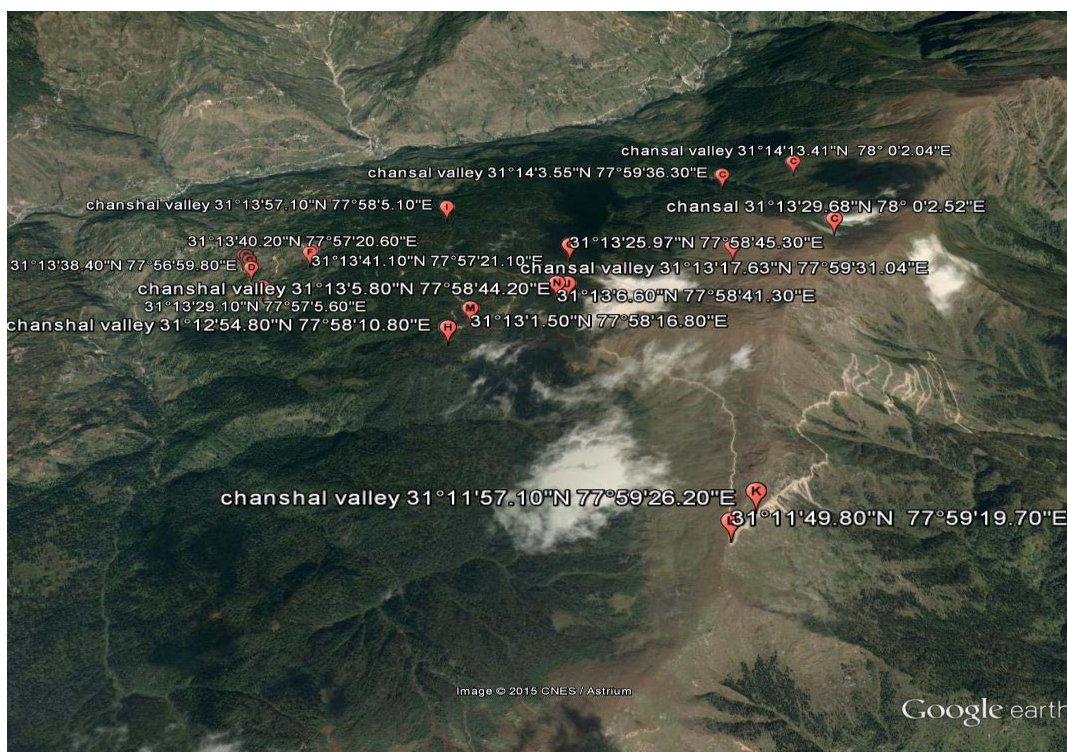 chansal valley 31°14'13.41"N  78° 0'2.04"E
C
chansal valley 31°14'3.55"N 77°59'36.30"E
C
chanshal valley 31°13'57.10"N 77°58'5.10"E
I
chansal 31°13'29.68"N 78° 0'2.52"E
C
31°13'40.20"N 77°57'20.60"E
F
31°13'25.97"N 77°58'45.30"E
31°13'38.40"N 77°56'59.80"E
D
31°13'41.10"N 77°57'21.10"E
chansal valley 31°13'17.63"N 77°59'31.04"E
chanshal valley 31°13'5.80"N 77°58'44.20"E
N
J
31°13'6.60"N 77°58'41.30"E
31°13'29.10"N 77°57'5.60"E
M
chanshal valley 31°12'54.80"N 77°58'10.80"E
H
31°13'1.50"N 77°58'16.80"E
chanshal valley 31°11'57.10"N 77°59'26.20"E
K
31°11'49.80"N  77°59'19.70"E
Image © 2015 CNES / Astrium
Google earth